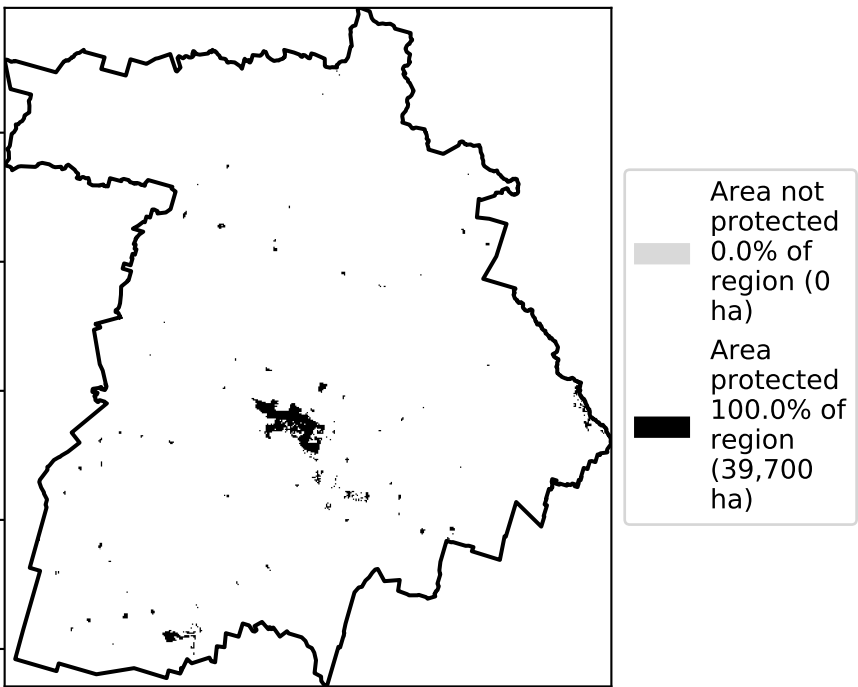 Area not
protected
0.0% of
region (0
ha)
Area
protected
100.0% of
region
(39,700
ha)